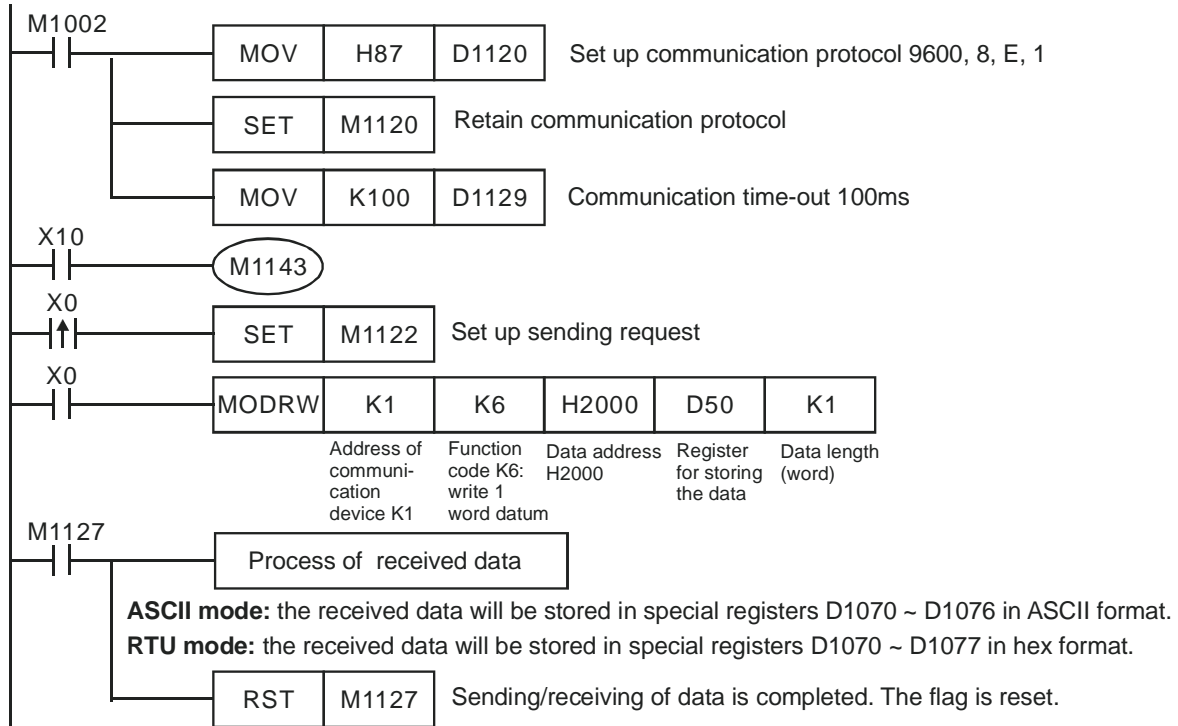 M1002
MOV H87 D1120 Set up communication protocol 9600, 8, E, 1
SET M1120 Retain communication protocol
MOV K100 D1129 Communication time-out 100ms
X10
M1143
X0
SET M1122 Set up sending request
X0
MODRW K1 K6 H2000 D50 K1
Address of
communi-
cation
device K1
Function
code K6:
write 1
word datum
Data address
H2000
Register
for storing
the data
Data length
(word)
M1127
Process of received data
ASCII mode: the received data will be stored in special registers D1070 ~ D1076 in ASCII format.
RTU mode: the received data will be stored in special registers D1070 ~ D1077 in hex format.
RST M1127 Sending/receiving of data is completed. The flag is reset.